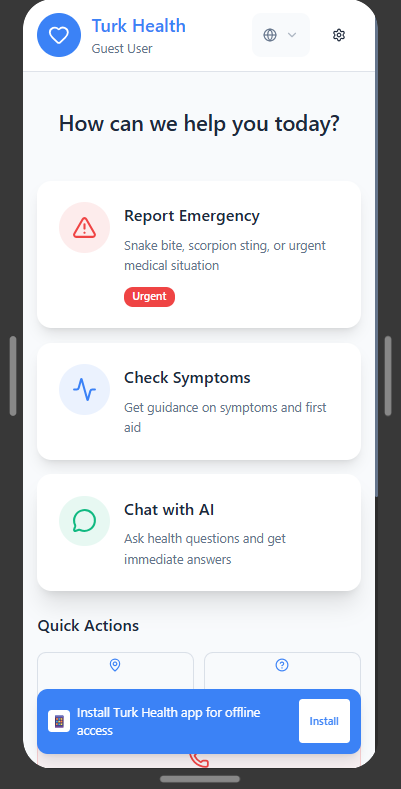 Turk Health
Guest User
How can we help you today?
Report Emergency
Snake bite, scorpion sting, or urgent
medical situation
Urgent
Check Symptoms
Get guidance on symptoms and first
aid
Chat with AI
Ask health questions and get
immediate answers
Quick Actions
Install Turk Health app for offline
access
Install